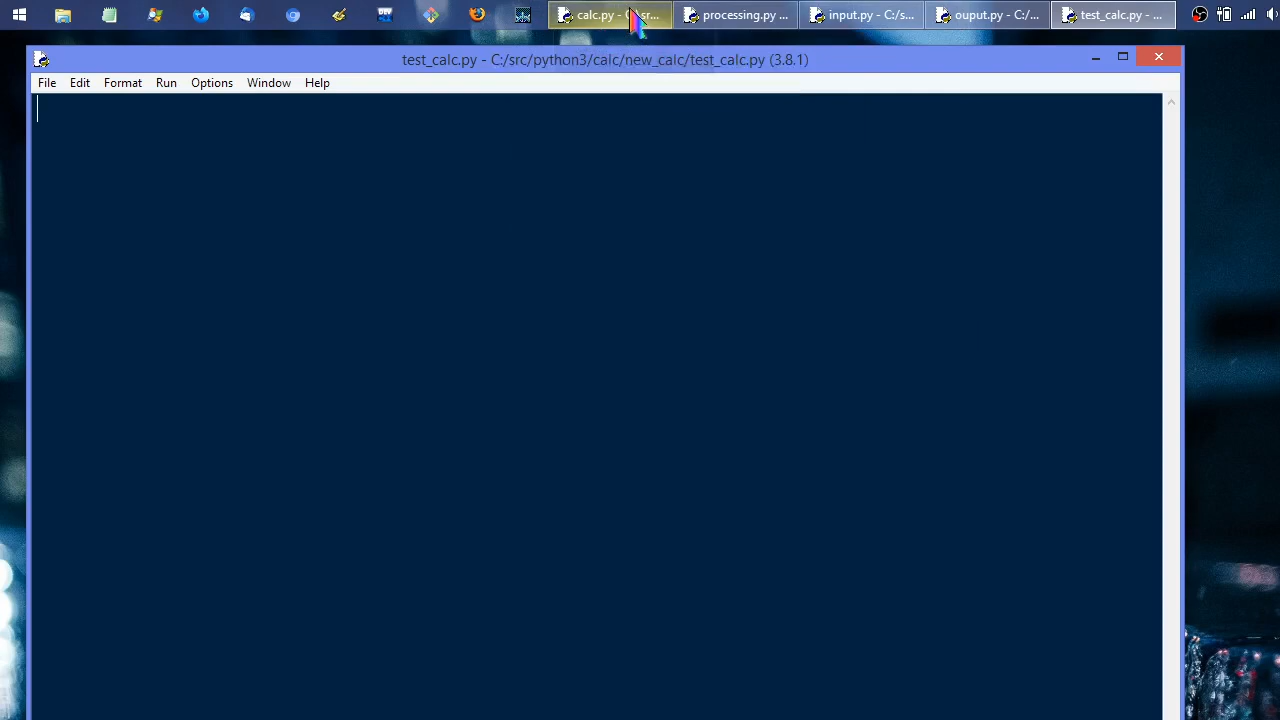 calc.py - C:/sr...
processing.py ...
input.py - C:/s...
ouput.py - C:/...
test_calc.py - ...
test_calc.py - C:/src/python3/calc/new_calc/test_calc.py (3.8.1)
File Edit Format Run Options Window Help